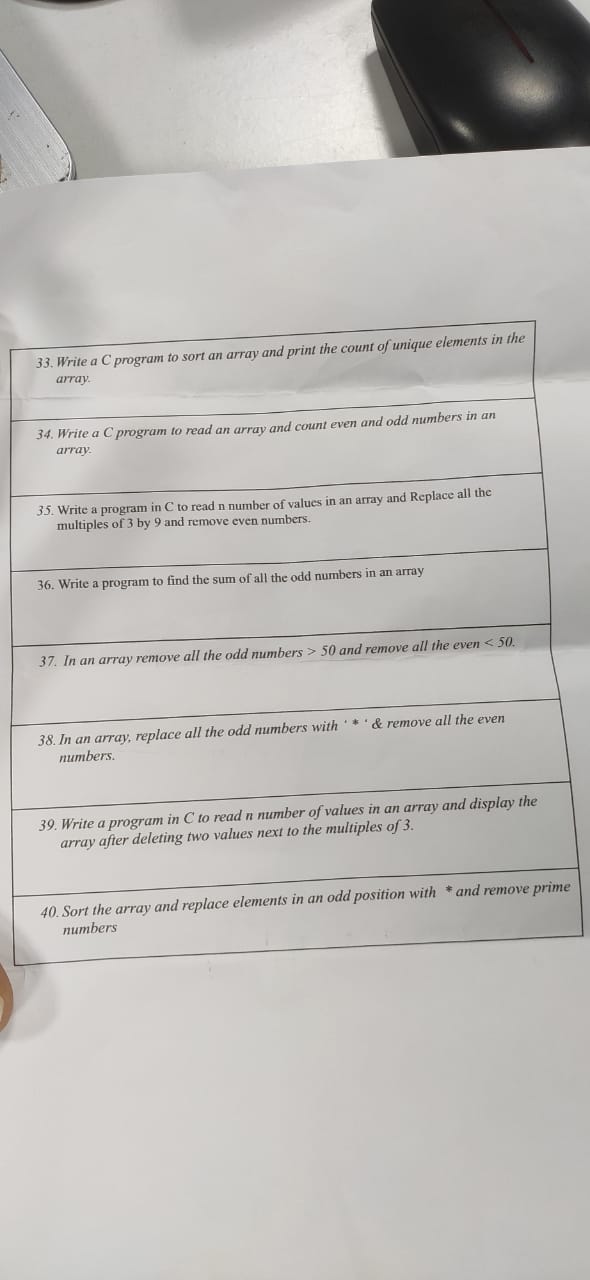 33. Write a C program to sort an array and print the count of unique elements in the
array.
34. Write a C program to read an array and count even and odd numbers in an
array.
35. Write a program in C to read n number of values in an array and Replace all the
multiples of 3 by 9 and remove even numbers.
36. Write a program to find the sum of all the odd numbers in an array
37. In an array remove all the odd numbers > 50 and remove all the even < 50.
38. In an array, replace all the odd numbers with ' * ' & remove all the even
numbers.
39. Write a program in C to read n number of values in an array and display the
array after deleting two values next to the multiples of 3.
40. Sort the array and replace elements in an odd position with * and remove prime
numbers